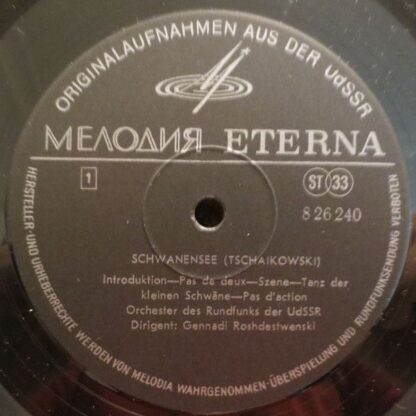 ORIGINALAUFNAHMEN AUS DER UdSSR
МЕЛОДИЯ ETERNA
1
ST 33
8 26 240
SCHWANENSEE (TSCHAIKOWSKI)
Introduktion—Pas de deux—Szene—Tanz der
kleinen Schwäne—Pas d'action
Orchester des Rundfunks der UdSSR
Dirigent: Gennadi Roshdestwenski
HERSTELLER-UND URHEBERRECHTE WERDEN VON MELODIA WAHRGENOMMEN·ÜBERSPIELUNG UND RUNDFUNKSENDUNG VERBOTEN